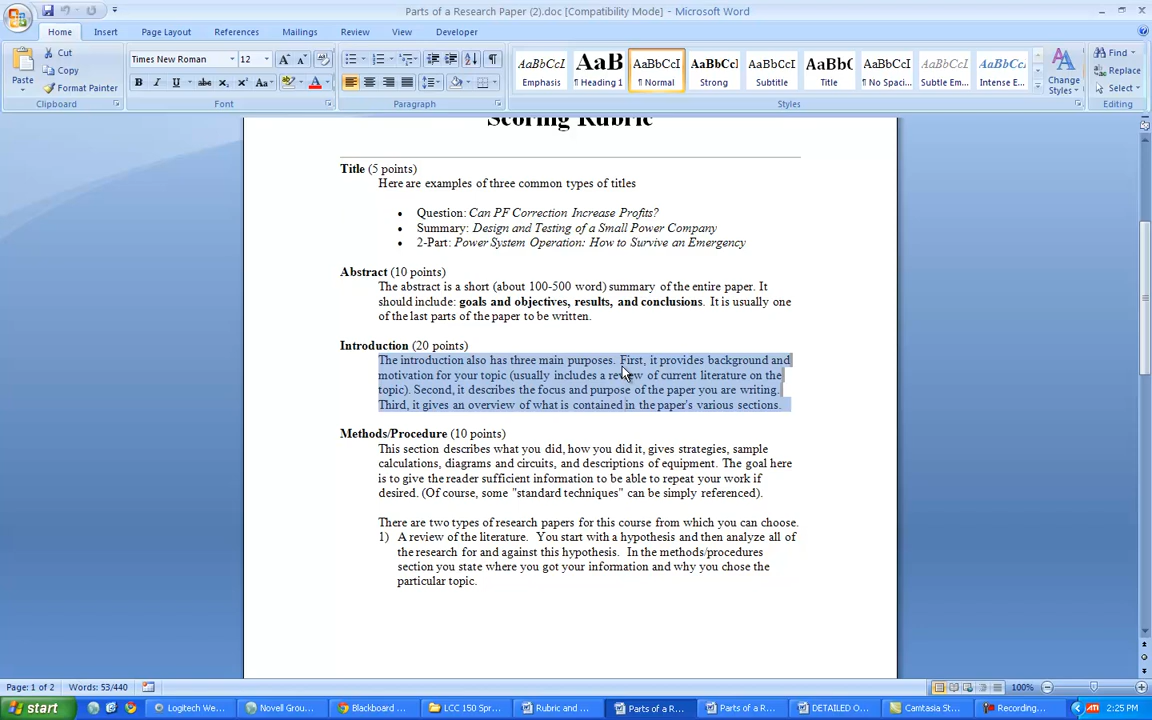 Parts of a Research Paper (2).doc [Compatibility Mode] - Microsoft Word
Home Insert Page Layout References Mailings Review View Developer
Paste
Cut
Copy
Format Painter
Clipboard
Times New Roman 12
B I U abc x₂ x² Aa A
Font
Paragraph
AaBbCcI AaB AaBbCcI AaBbCcl AaBbCcI AaBb( AaBbCcI AaBbCcI AaBbCc.
Emphasis ¶ Heading 1 ¶ Normal Strong Subtitle Title ¶ No Spaci... Subtle Em... Intense E...
Change Styles
Styles
Find
Replace
Select
Editing
Scoring Rubric
Title (5 points)
Here are examples of three common types of titles
• Question: Can PF Correction Increase Profits?
• Summary: Design and Testing of a Small Power Company
• 2-Part: Power System Operation: How to Survive an Emergency
Abstract (10 points)
The abstract is a short (about 100-500 word) summary of the entire paper. It
should include: goals and objectives, results, and conclusions. It is usually one
of the last parts of the paper to be written.
Introduction (20 points)
The introduction also has three main purposes. First, it provides background and
motivation for your topic (usually includes a review of current literature on the
topic). Second, it describes the focus and purpose of the paper you are writing.
Third, it gives an overview of what is contained in the paper's various sections.
Methods/Procedure (10 points)
This section describes what you did, how you did it, gives strategies, sample
calculations, diagrams and circuits, and descriptions of equipment. The goal here
is to give the reader sufficient information to be able to repeat your work if
desired. (Of course, some "standard techniques" can be simply referenced).
There are two types of research papers for this course from which you can choose.
1) A review of the literature. You start with a hypothesis and then analyze all of
the research for and against this hypothesis. In the methods/procedures
section you state where you got your information and why you chose the
particular topic.
Page: 1 of 2 Words: 53/440
100%
start Logitech We... Novell Grou... Blackboard ... LCC 150 Spr... Rubric and ... Parts of a R... Parts of a R... DETAILED O... Camtasia St... Recording... ATI 2:25 PM